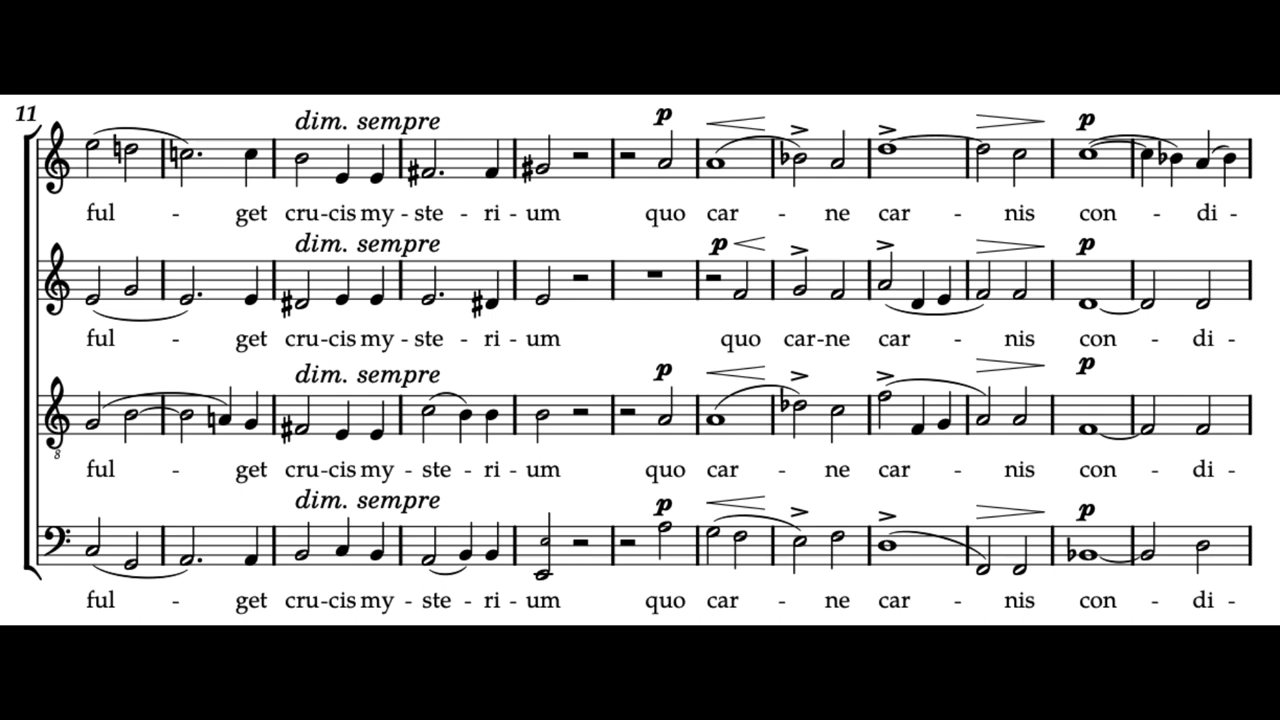 11
dim. sempre p p
ful - get cru-cis my - ste - ri - um quo car - ne car - nis con - di -
dim. sempre p p
ful - get cru-cis my - ste - ri - um quo car-ne car - nis con - di -
dim. sempre p p
ful - get cru-cis my - ste - ri - um quo car - ne car - nis con - di -
8
dim. sempre p p
ful - get cru-cis my - ste - ri - um quo car - ne car - nis con - di -